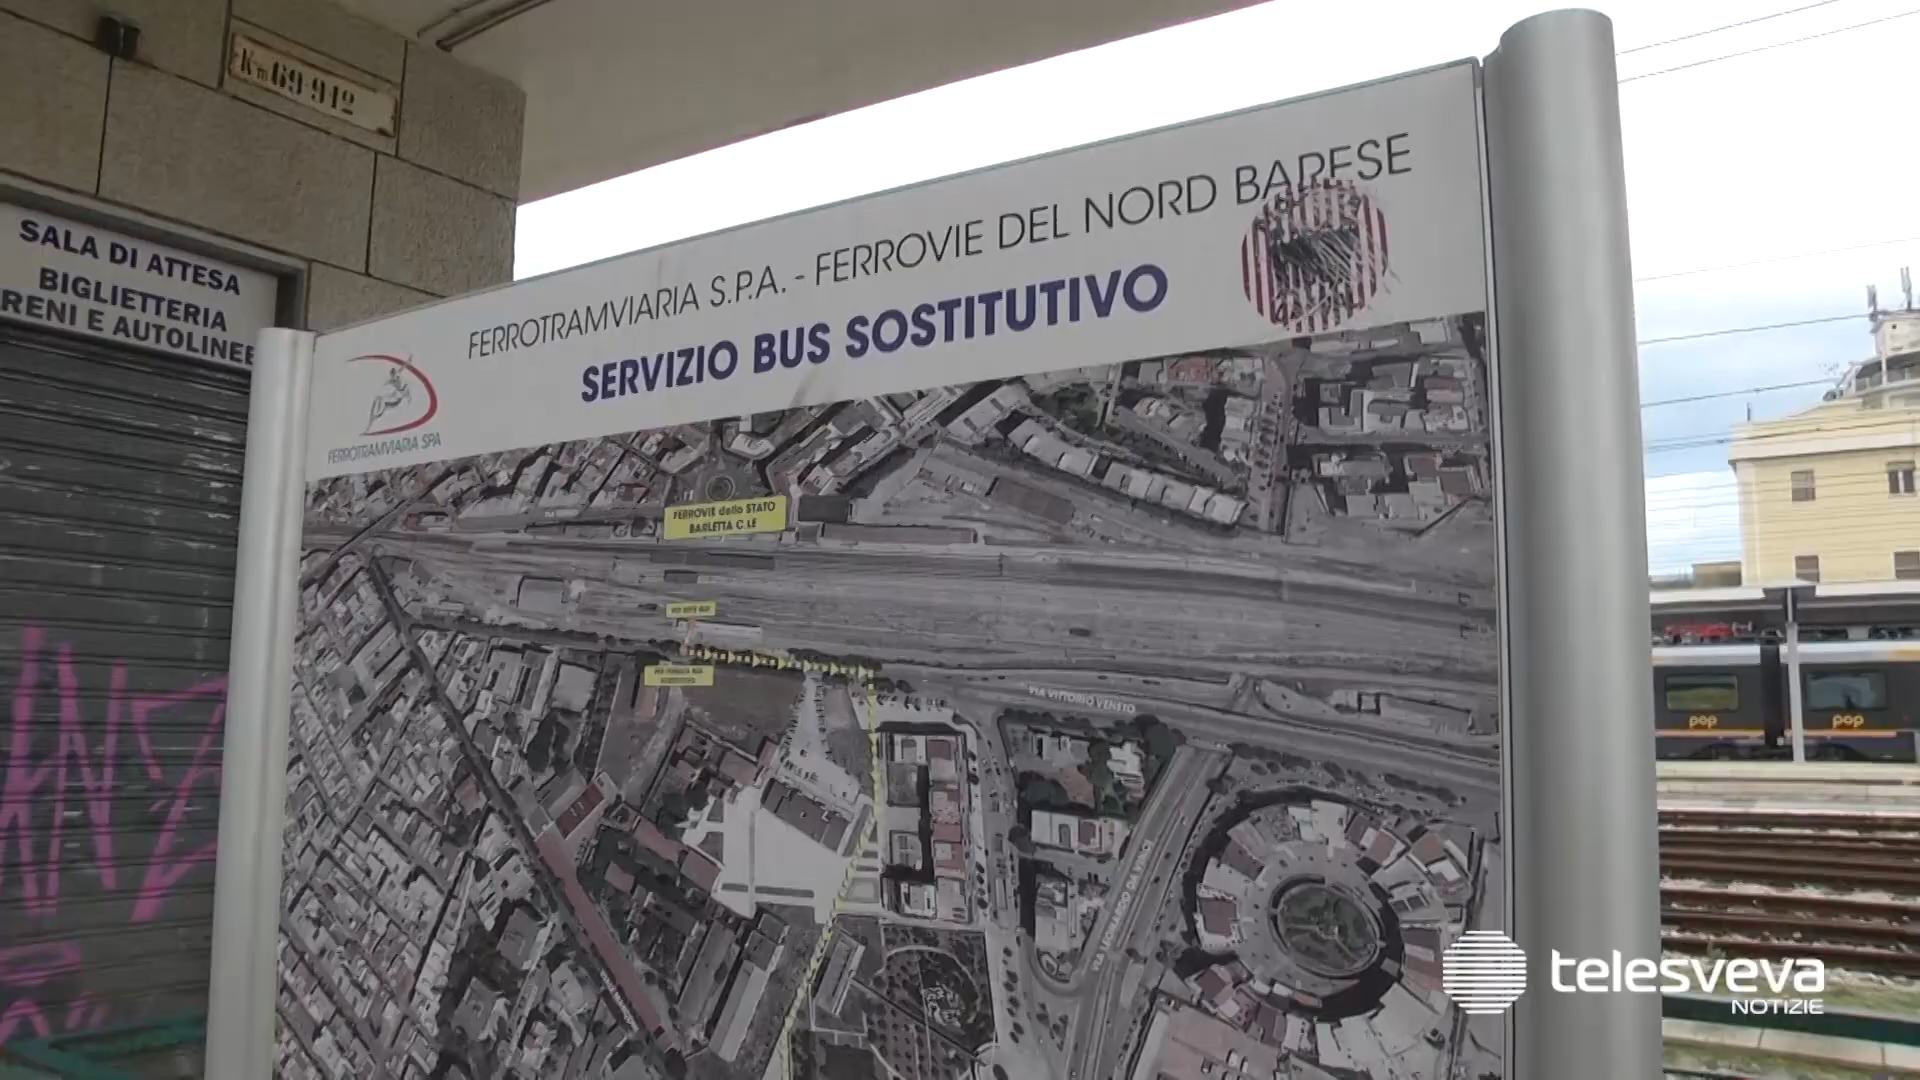 Km 69 912
SALA DI ATTESA
BIGLIETTERIA
RENI E AUTOLINEE
FERROTRAMVIARIA S.P.A. - FERROVIE DEL NORD BARESE
SERVIZIO BUS SOSTITUTIVO
FERROTRAMVIARIA SPA
FERROVIE dello STATO
BARLETTA C.LE
VIA VITTORIO VENETO
VIA LEONARDO DA VINCI
pop
pop
telesveva
NOTIZIE